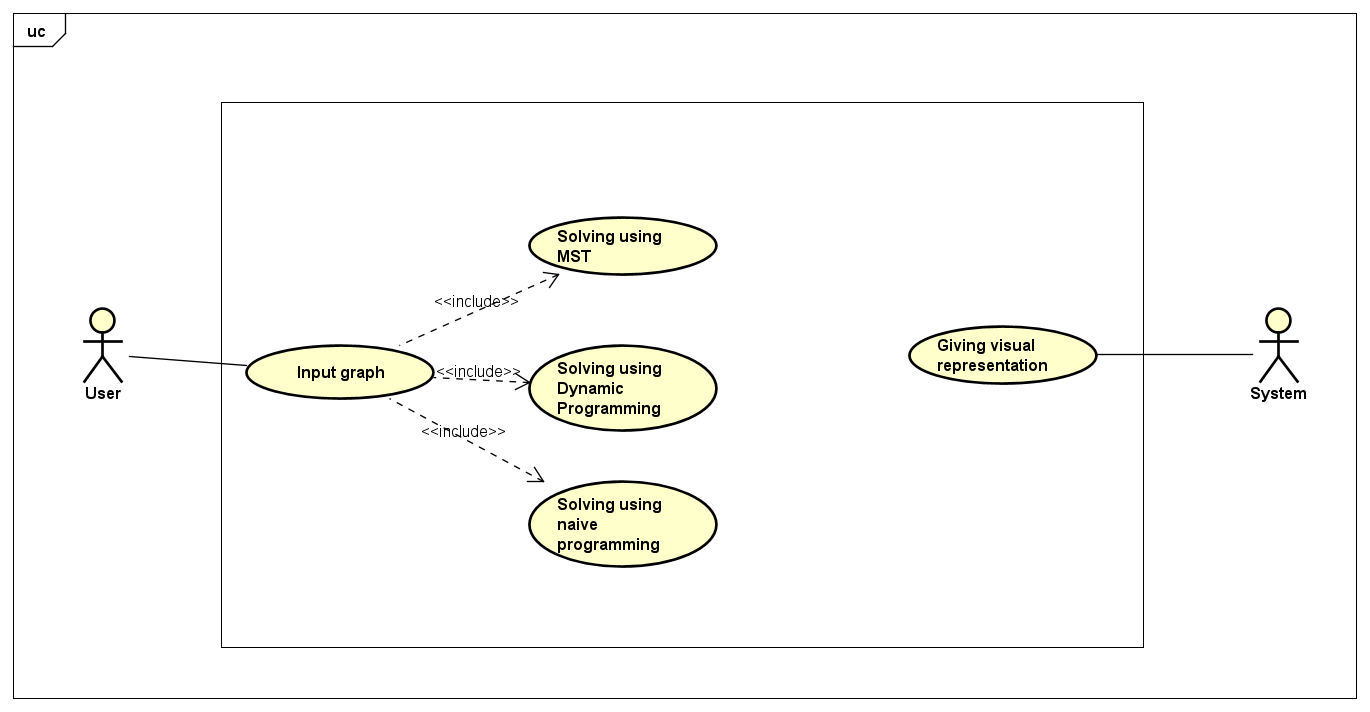 uc
Solving using
MST
<<include>>
User
Input graph
<<include>>
Solving using
Dynamic
Programming
<<include>>
Solving using
naive
programming
Giving visual
representation
System